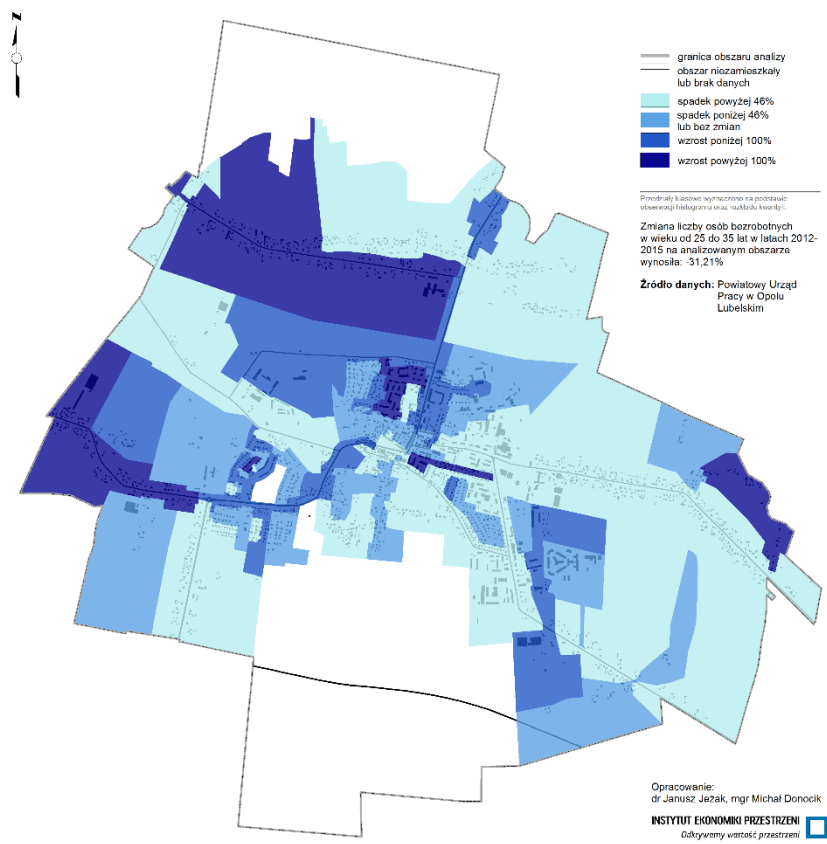 N
granica obszaru analizy
obszar niezamieszkały
lub brak danych
spadek powyżej 46%
spadek poniżej 46%
lub bez zmian
wzrost poniżej 100%
wzrost powyżej 100%
Przedziały klasowe wyznaczono na podstawie
obserwacji histogramu oraz rozkładu kwantyli.
Zmiana liczby osób bezrobotnych
w wieku od 25 do 35 lat w latach 2012-
2015 na analizowanym obszarze
wynosiła: -31,21%
Źródło danych: Powiatowy Urząd
Pracy w Opolu
Lubelskim
Opracowanie:
dr Janusz Jeżak, mgr Michał Donocik
INSTYTUT EKONOMIKI PRZESTRZENI
Odkrywamy wartość przestrzeni